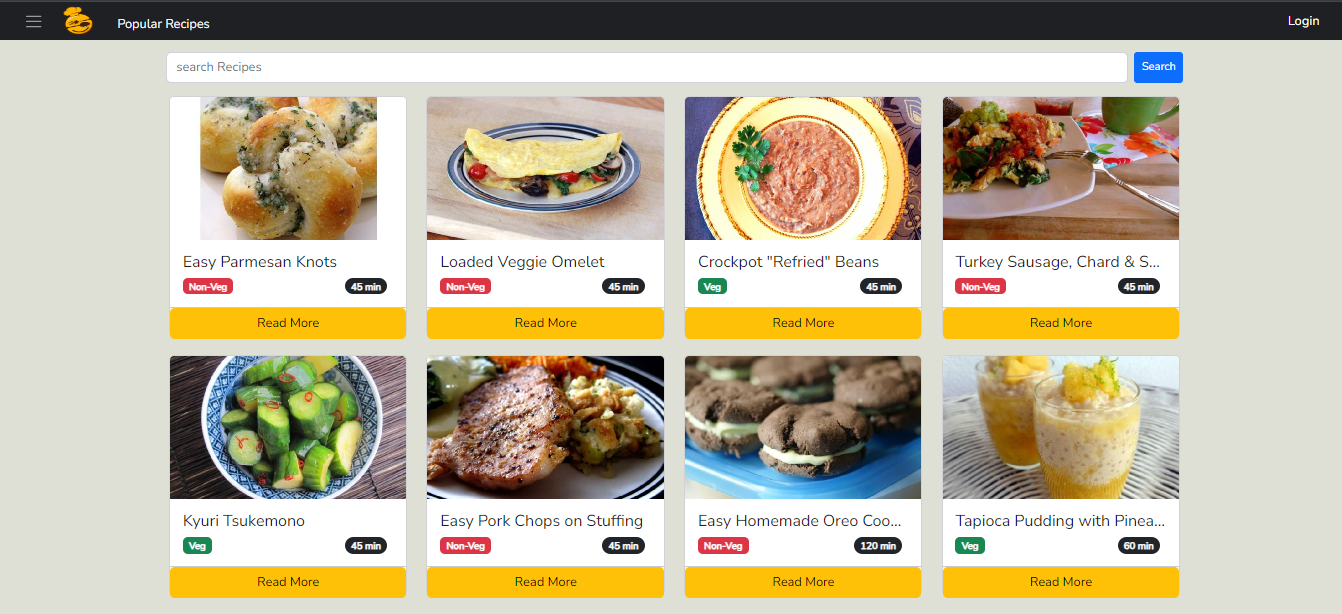 Popular Recipes
Login
search Recipes
Search
Easy Parmesan Knots
Non-Veg
45 min
Read More
Loaded Veggie Omelet
Non-Veg
45 min
Read More
Crockpot "Refried" Beans
Veg
45 min
Read More
Turkey Sausage, Chard & S...
Non-Veg
45 min
Read More
Kyuri Tsukemono
Veg
45 min
Read More
Easy Pork Chops on Stuffing
Non-Veg
45 min
Read More
Easy Homemade Oreo Coo...
Non-Veg
120 min
Read More
Tapioca Pudding with Pinea...
Veg
60 min
Read More